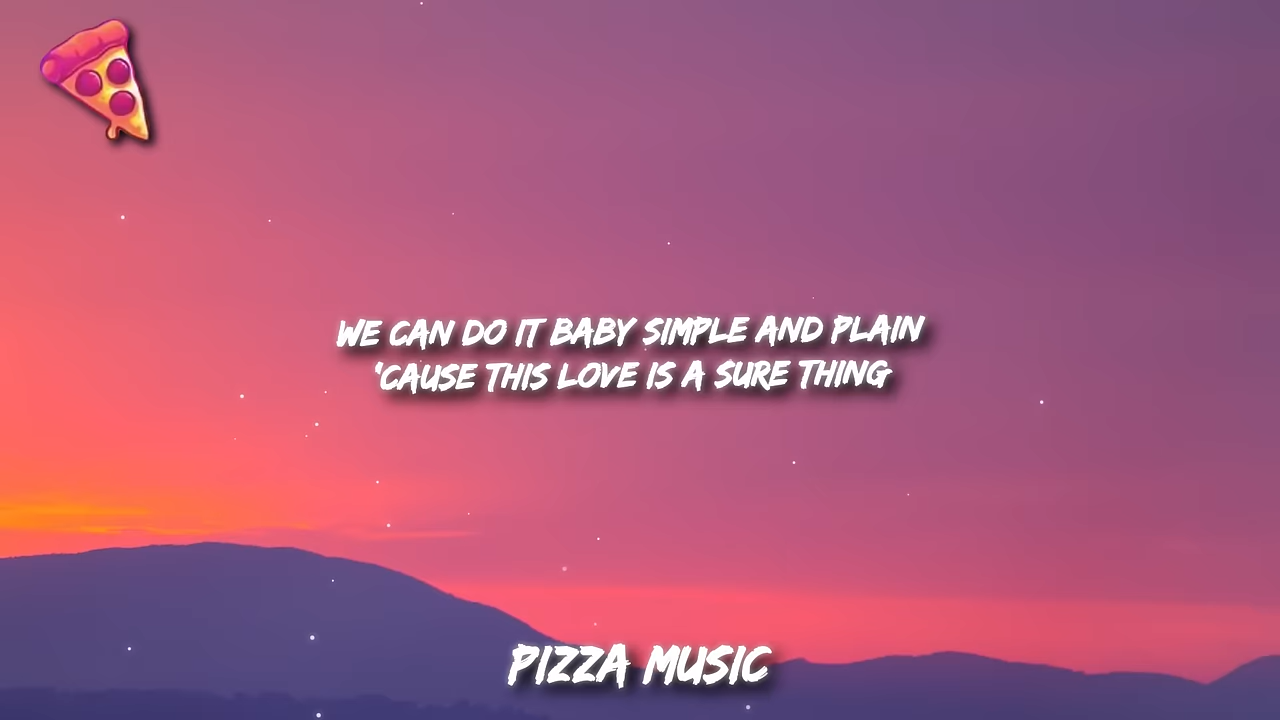 WE CAN DO IT BABY SIMPLE AND PLAIN
'CAUSE THIS LOVE IS A SURE THING
PIZZA MUSIC